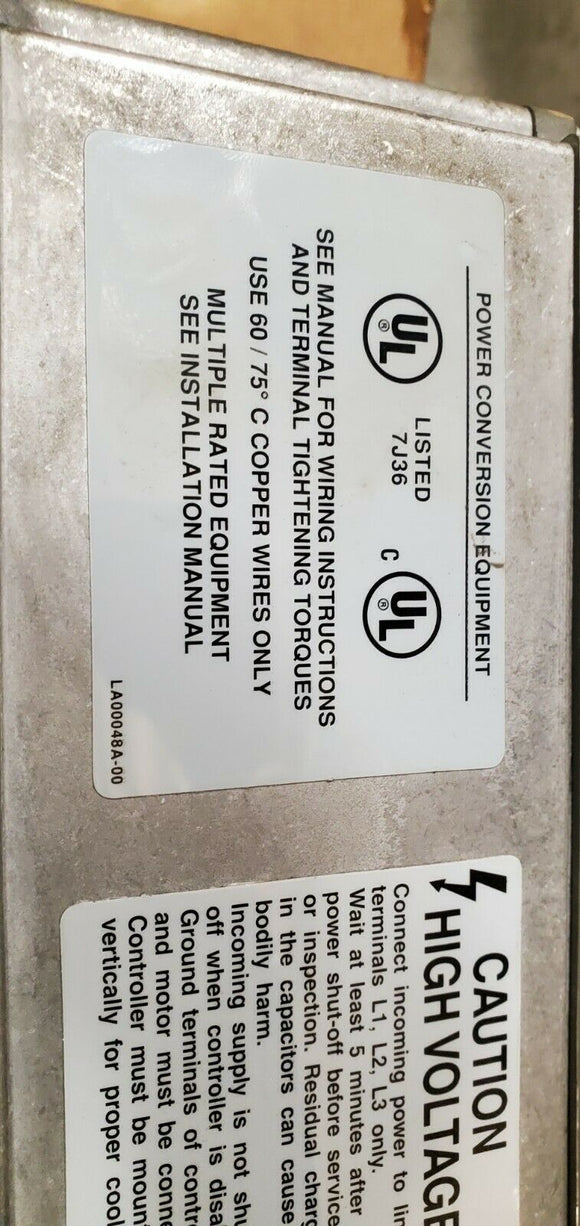 POWER CONVERSION EQUIPMENT
UL ® LISTED 7J36 C UL ®
SEE MANUAL FOR WIRING INSTRUCTIONS
AND TERMINAL TIGHTENING TORQUES
USE 60 / 75° C COPPER WIRES ONLY
MULTIPLE RATED EQUIPMENT
SEE INSTALLATION MANUAL
LA00048A-00
CAUTION
HIGH VOLTAGE
Connect incoming power to
terminals L1, L2, L3 only.
Wait at least 5 minutes after
power shut-off before service
or inspection. Residual
in the capacitors can cause
bodily harm.
Incoming supply is not
off when controller is
Ground terminals of
and motor must be
Controller must be
vertically for proper